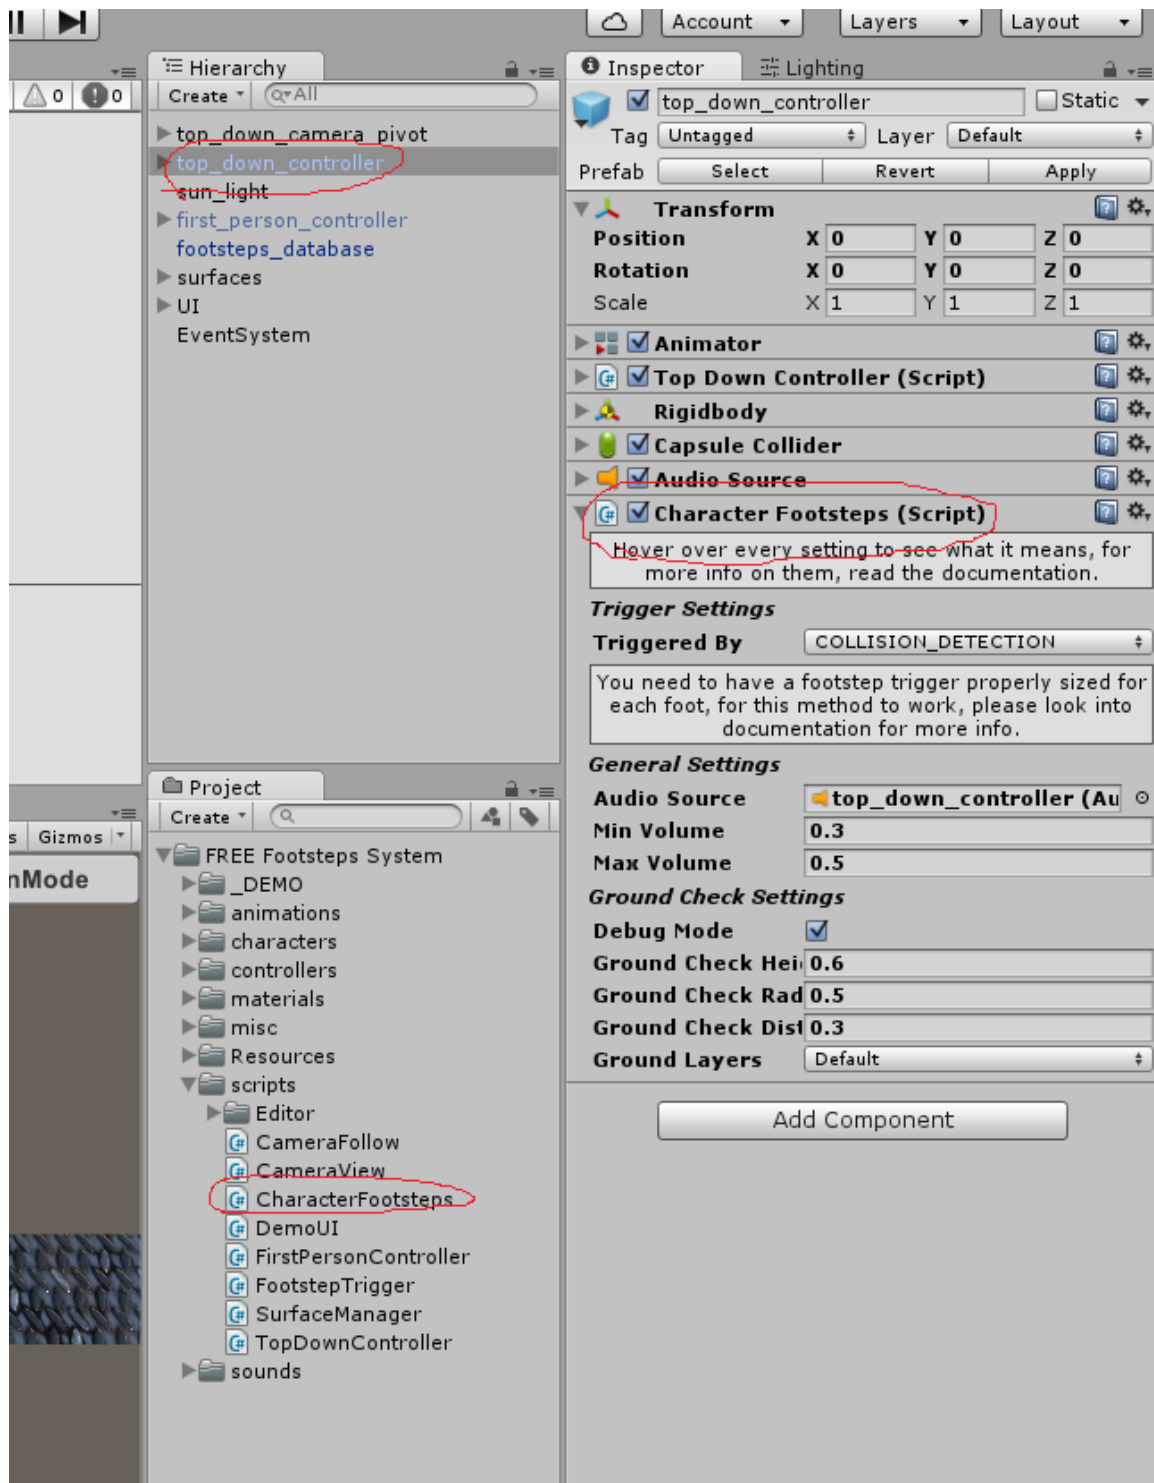 Account
Layers
Layout
Hierarchy
Create
All
top_down_camera_pivot
top_down_controller
sun_light
first_person_controller
footsteps_database
surfaces
UI
EventSystem
0
0
Gizmos
Project
Create
FREE Footsteps System
_DEMO
animations
characters
controllers
materials
misc
Resources
scripts
Editor
CameraFollow
CameraView
CharacterFootsteps
DemoUI
FirstPersonController
FootstepTrigger
SurfaceManager
TopDownController
sounds
Inspector
Lighting
top_down_controller
Static
Tag Untagged Layer Default
Prefab Select Revert Apply
Transform
Position X 0 Y 0 Z 0
Rotation X 0 Y 0 Z 0
Scale X 1 Y 1 Z 1
Animator
Top Down Controller (Script)
Rigidbody
Capsule Collider
Audio Source
Character Footsteps (Script)
Hover over every setting to see what it means, for
more info on them, read the documentation.
Trigger Settings
Triggered By COLLISION_DETECTION
You need to have a footstep trigger properly sized for
each foot, for this method to work, please look into
documentation for more info.
General Settings
Audio Source top_down_controller (Au
Min Volume 0.3
Max Volume 0.5
Ground Check Settings
Debug Mode
Ground Check Hei 0.6
Ground Check Rad 0.5
Ground Check Dist 0.3
Ground Layers Default
Add Component
nMode